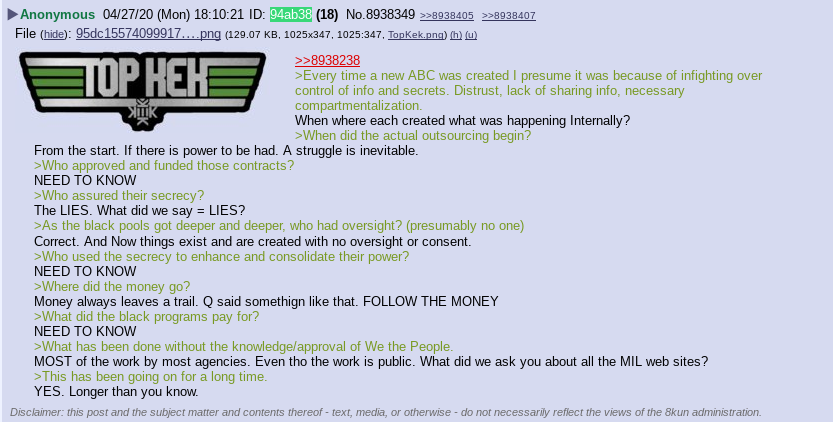 ▶Anonymous 04/27/20 (Mon) 18:10:21 ID: 94ab38 (18) No.8938349 >>8938405 >>8938407
File (hide): 95dc15574099917….png (129.07 KB, 1025x347, 1025:347, TopKek.png) (h) (u)
TOP KEK
>>8938238
>Every time a new ABC was created I presume it was because of infighting over
control of info and secrets. Distrust, lack of sharing info, necessary
compartmentalization.
When where each created what was happening Internally?
>When did the actual outsourcing begin?
From the start. If there is power to be had. A struggle is inevitable.
>Who approved and funded those contracts?
NEED TO KNOW
>Who assured their secrecy?
The LIES. What did we say = LIES?
>As the black pools got deeper and deeper, who had oversight? (presumably no one)
Correct. And Now things exist and are created with no oversight or consent.
>Who used the secrecy to enhance and consolidate their power?
NEED TO KNOW
>Where did the money go?
Money always leaves a trail. Q said somethign like that. FOLLOW THE MONEY
>What did the black programs pay for?
NEED TO KNOW
>What has been done without the knowledge/approval of We the People.
MOST of the work by most agencies. Even tho the work is public. What did we ask you about all the MIL web sites?
>This has been going on for a long time.
YES. Longer than you know.
Disclaimer: this post and the subject matter and contents thereof - text, media, or otherwise - do not necessarily reflect the views of the 8kun administration.